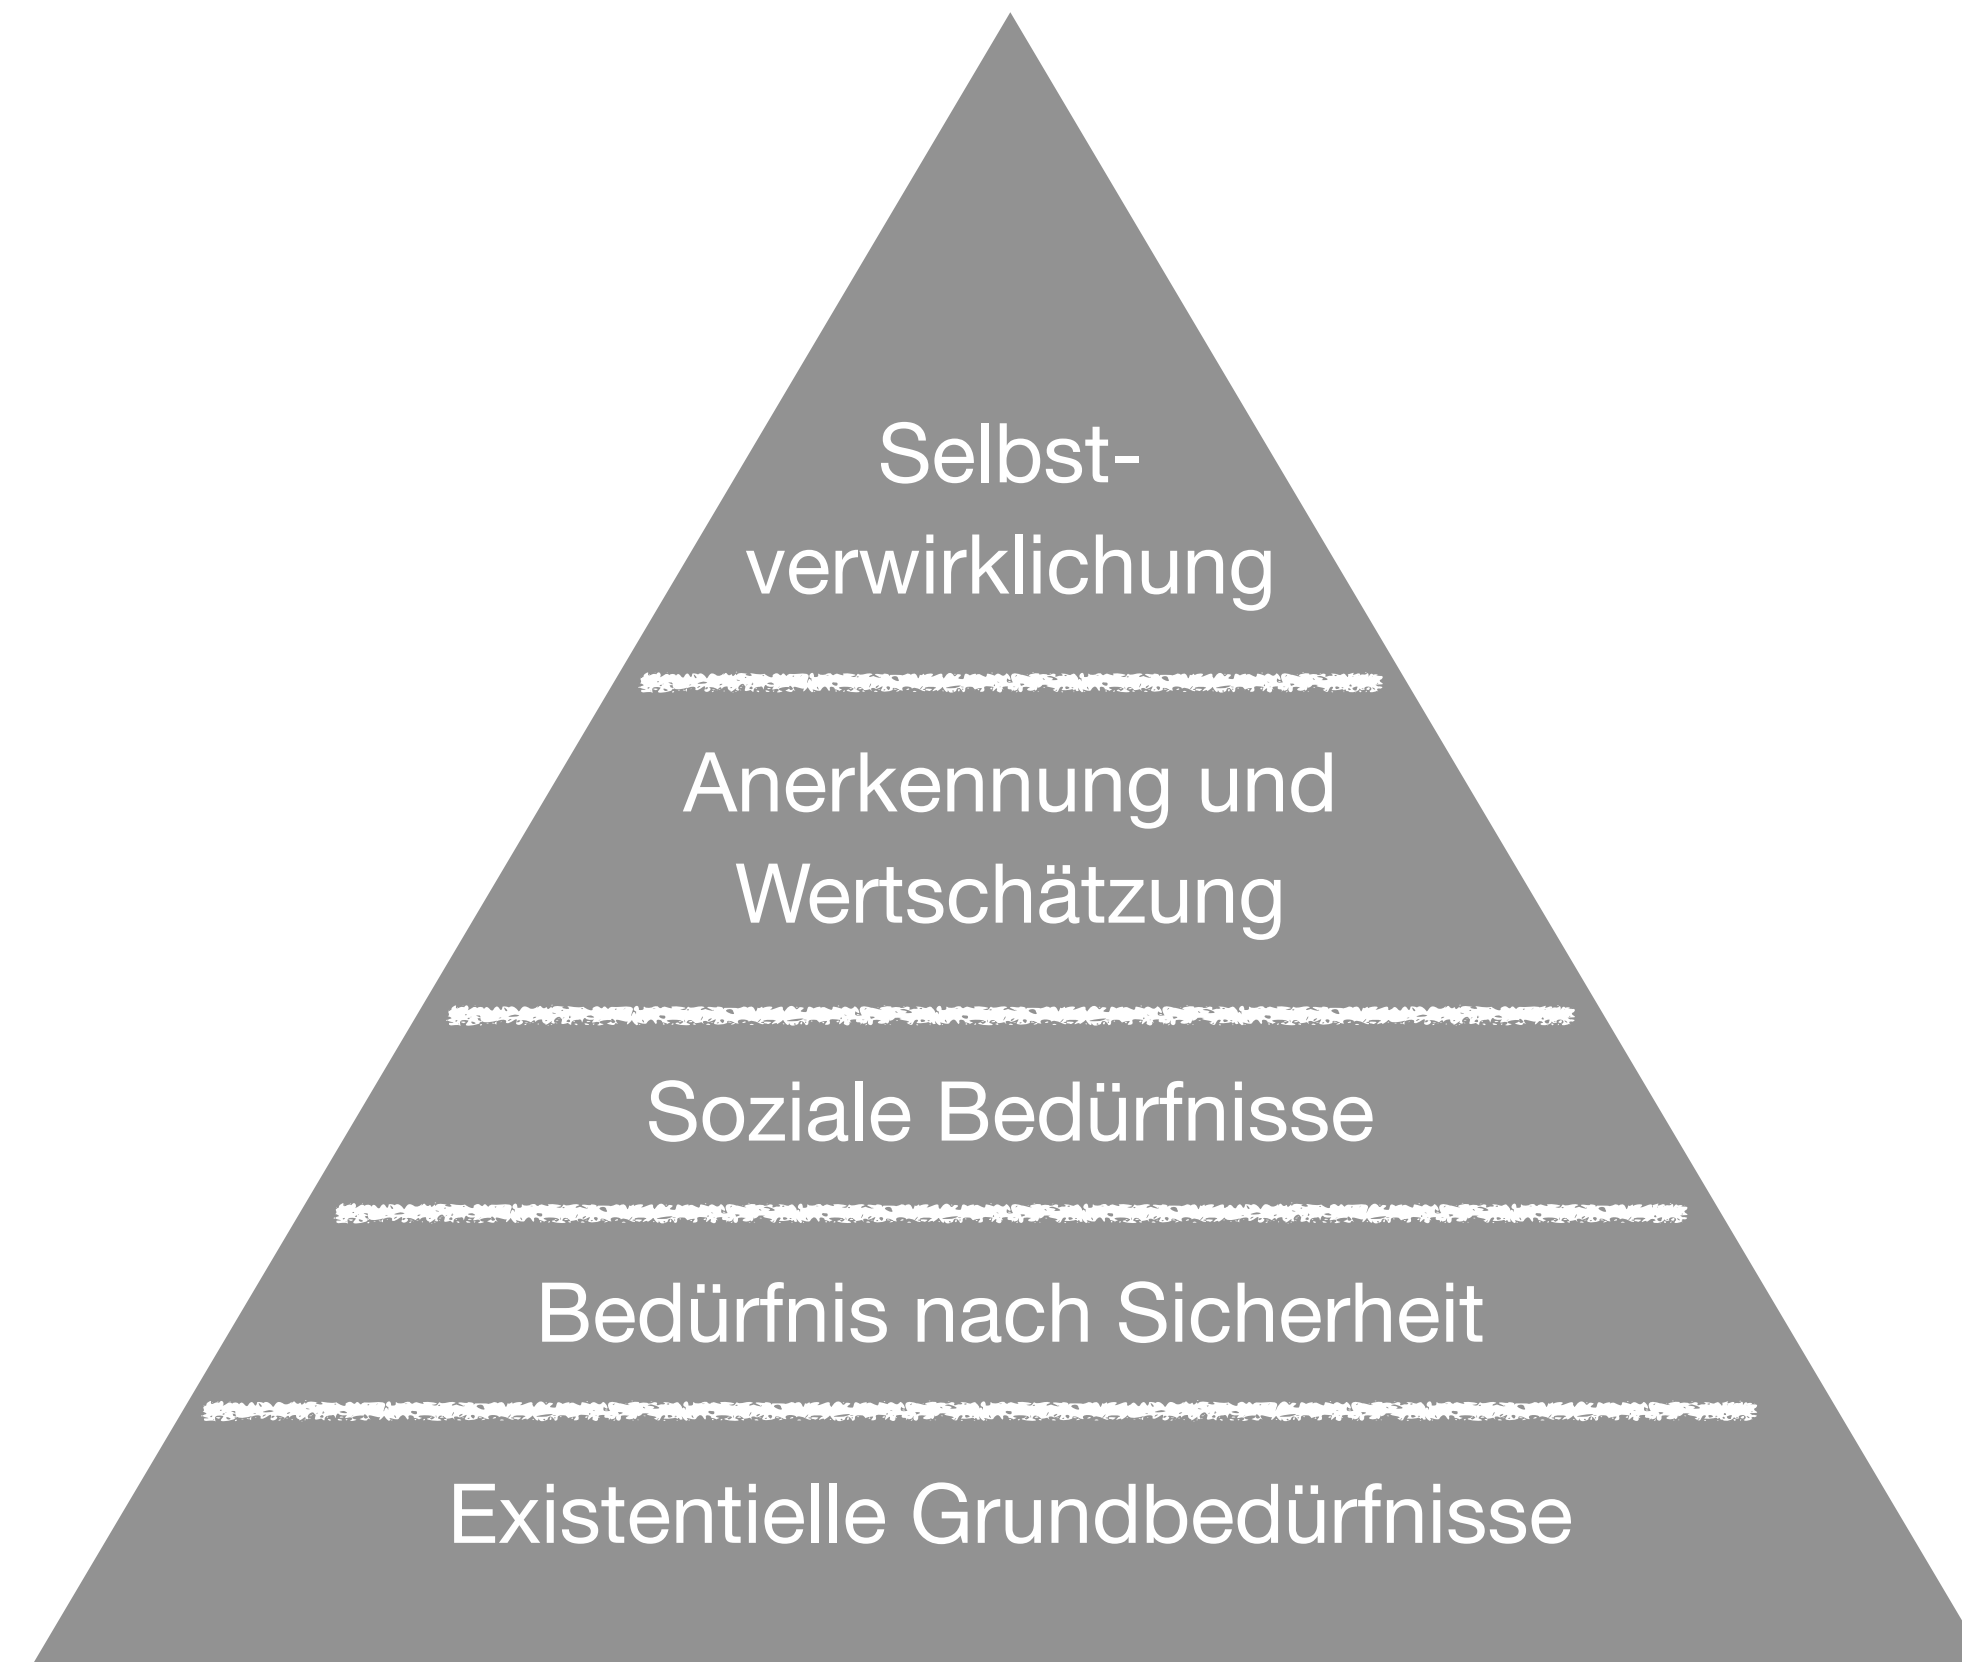 Selbst-
verwirklichung
Anerkennung und
Wertschätzung
Soziale Bedürfnisse
Bedürfnis nach Sicherheit
Existentielle Grundbedürfnisse